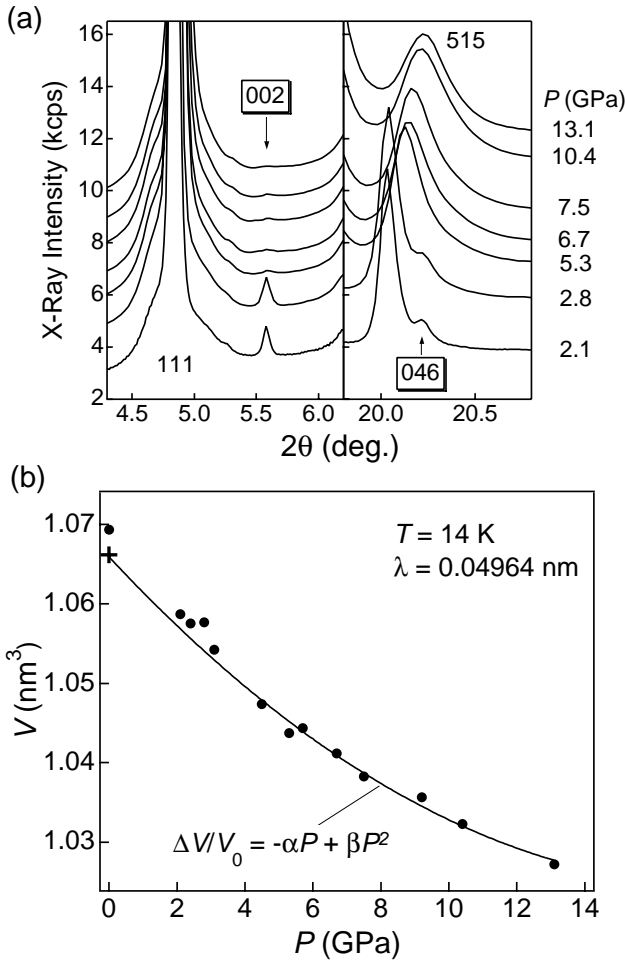 (a)
16
14
12
10
8
6
4
2
X-Ray Intensity (kcps)
002
111
515
046
P (GPa)
13.1
10.4
7.5
6.7
5.3
2.8
2.1
4.5 5.0 5.5 6.0 20.0 20.5
2θ (deg.)
(b)
1.07
1.06
1.05
1.04
1.03
V (nm³)
T = 14 K
λ = 0.04964 nm
ΔV/V₀ = -αP + βP²
0 2 4 6 8 10 12 14
P (GPa)